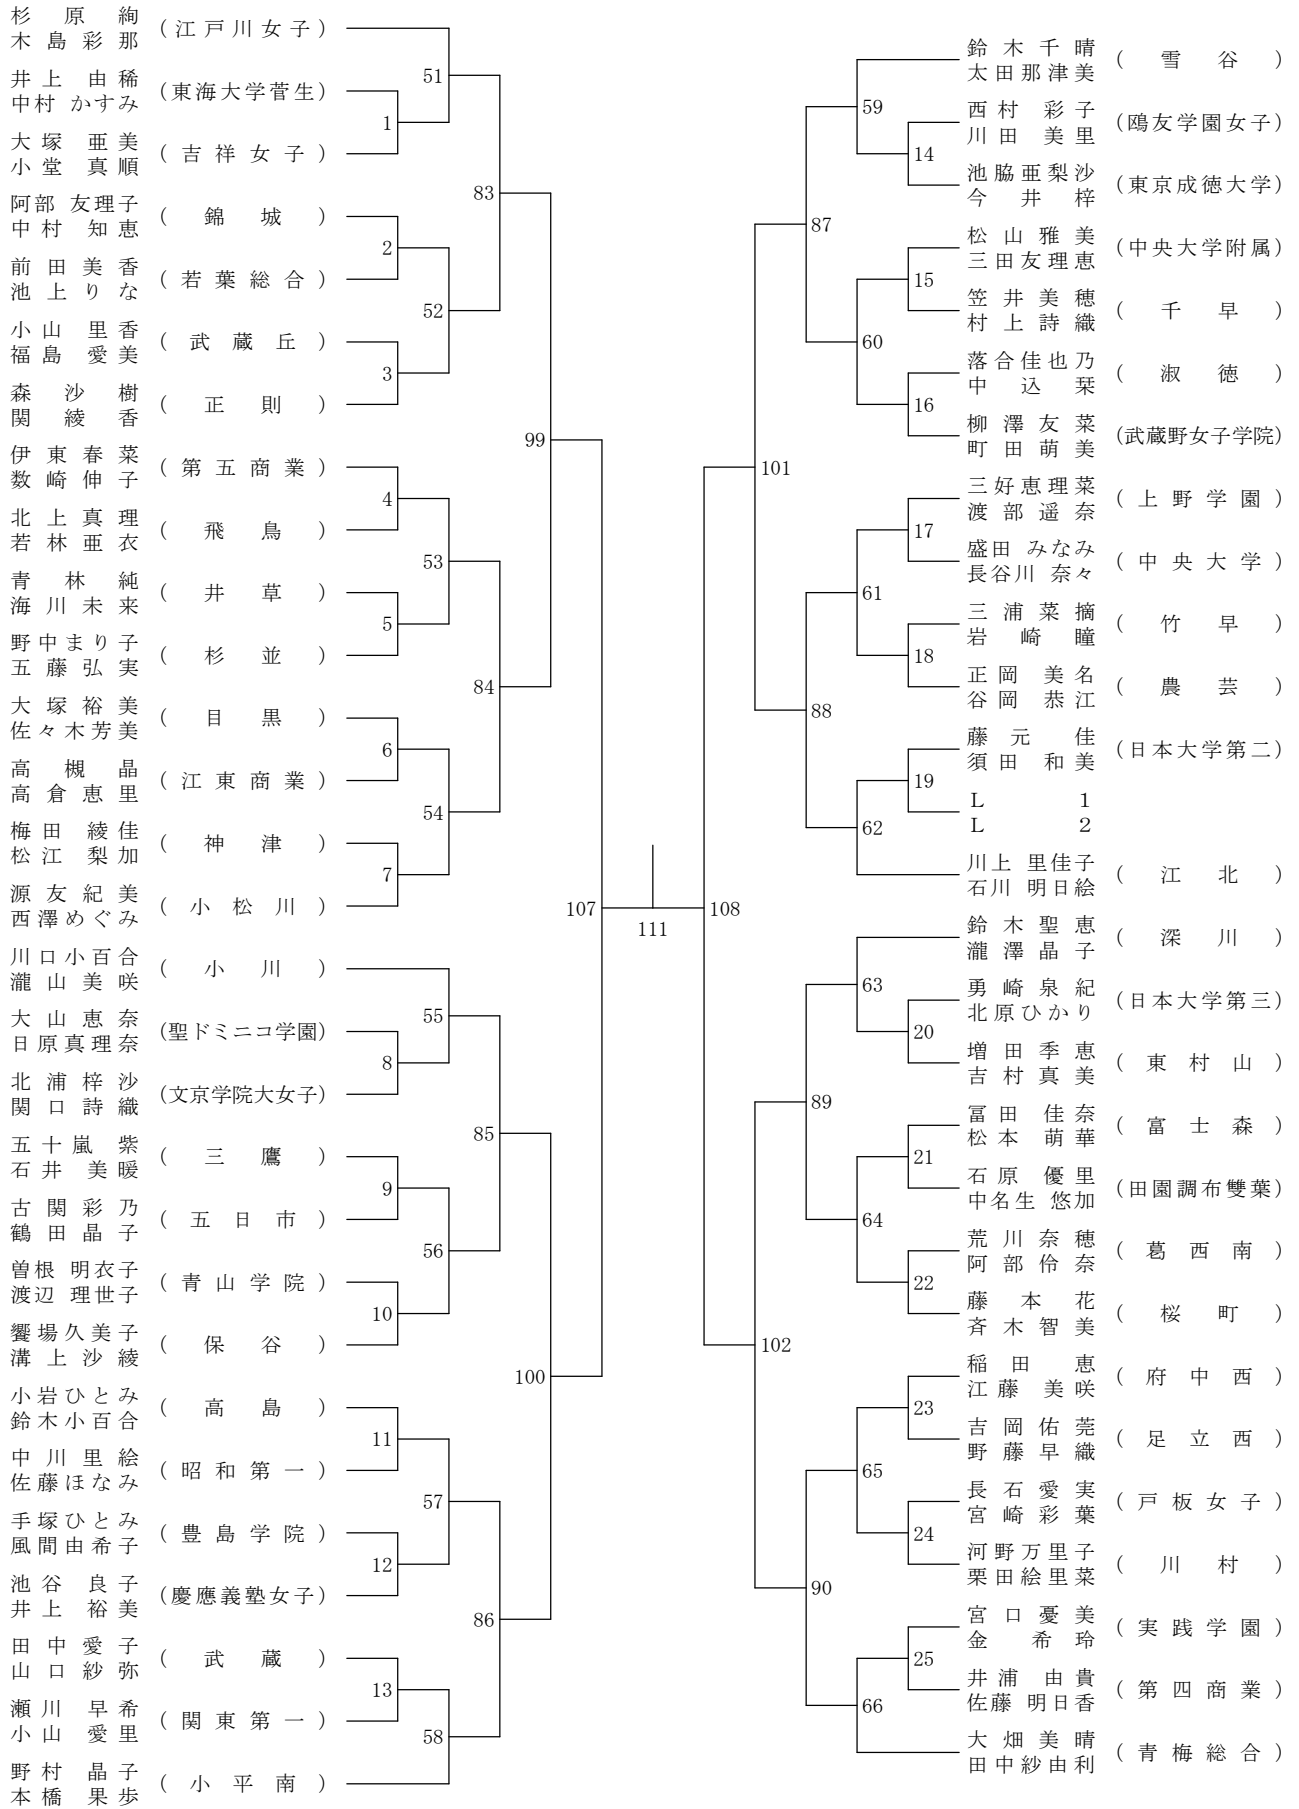 杉原絢
木島彩那
(江戸川女子)
井上由稀
中村かすみ
(東海大学菅生)
大塚亜美
小堂真順
(吉祥女子)
阿部友理子
中村知恵
(錦城)
前田美香
池上りな
(若葉総合)
小山里香
福島愛美
(武蔵丘)
森沙樹
関綾香
(正則)
伊東春菜
数崎伸子
(第五商業)
北上真理
若林亜衣
(飛鳥)
青林純
海川未来
(井草)
野中まり子
五藤弘実
(杉並)
大塚裕美
佐々木芳美
(目黒)
高槻晶
高倉恵里
(江東商業)
梅田綾佳
松江梨加
(神津)
源友紀美
西澤めぐみ
(小松川)
川口小百合
瀧山美咲
(小川)
大山恵奈
日原真理奈
(聖ドミニコ学園)
北浦梓沙
関口詩織
(文京学院大女子)
五十嵐紫
石井美暖
(三鷹)
古関彩乃
鶴田晶子
(五日市)
曽根明衣子
渡辺理世子
(青山学院)
饗場久美子
溝上沙綾
(保谷)
小岩ひとみ
鈴木小百合
(高島)
中川里絵
佐藤ほなみ
(昭和第一)
手塚ひとみ
風間由希子
(豊島学院)
池谷良子
井上裕美
(慶應義塾女子)
田中愛子
山口紗弥
(武蔵)
瀬川早希
小山愛里
(関東第一)
野村晶子
本橋果歩
(小平南)
1
2
3
4
5
6
7
8
9
10
11
12
13
51
52
53
54
55
56
57
58
83
84
85
86
99
100
107
111
108
101
102
87
88
89
90
59
60
61
62
63
64
65
66
14
15
16
17
18
19
20
21
22
23
24
25
鈴木千晴
太田那津美
(雪谷)
西村彩子
川田美里
(鴎友学園女子)
池脇亜梨沙
今井梓
(東京成徳大学)
松山雅美
三田友理恵
(中央大学附属)
笠井美穂
村上詩織
(千早)
落合佳也乃
中込栞
(淑徳)
柳澤友菜
町田萌美
(武蔵野女子学院)
三好恵理菜
渡部遥奈
(上野学園)
盛田みなみ
長谷川奈々
(中央大学)
三浦菜摘
岩崎瞳
(竹早)
正岡美名
谷岡恭江
(農芸)
藤元佳
須田和美
(日本大学第二)
L 1
L 2
川上里佳子
石川明日絵
(江北)
鈴木聖恵
瀧澤晶子
(深川)
勇崎泉紀
北原ひかり
(日本大学第三)
増田季恵
吉村真美
(東村山)
冨田佳奈
松本萌華
(富士森)
石原優里
中名生悠加
(田園調布雙葉)
荒川奈穂
阿部伶奈
(葛西南)
藤本花
斉木智美
(桜町)
稲田恵
江藤美咲
(府中西)
吉岡佑莞
野藤早織
(足立西)
長石愛実
宮崎彩葉
(戸板女子)
河野万里子
栗田絵里菜
(川村)
宮口憂美
金希玲
(実践学園)
井浦由貴
佐藤明日香
(第四商業)
大畑美晴
田中紗由利
(青梅総合)